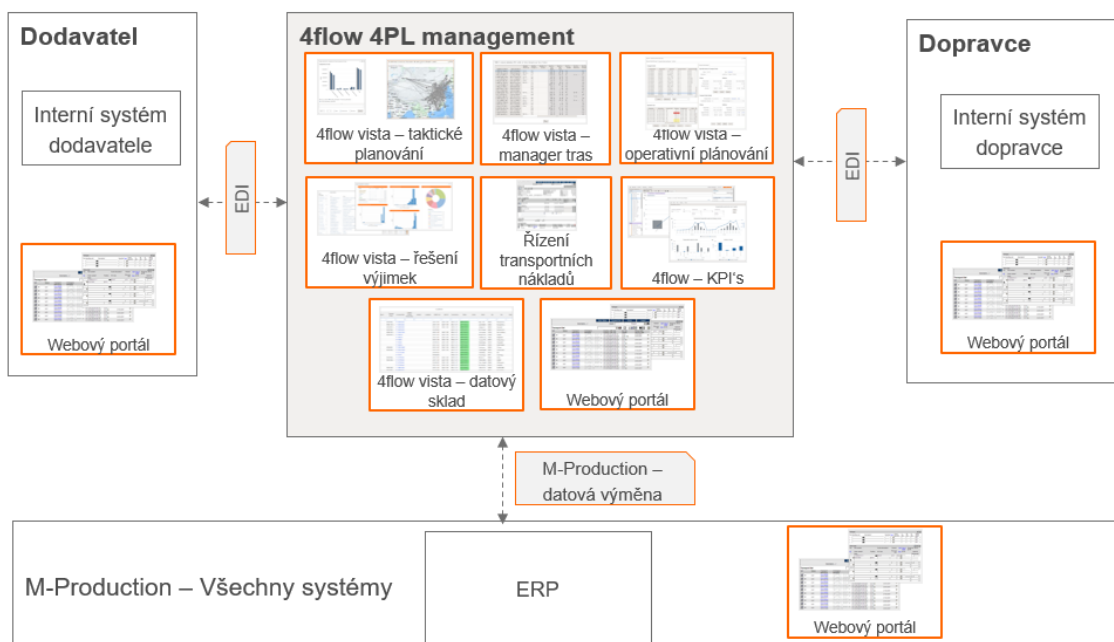 Dodavatel
Interní systém
dodavatele
Webový portál
EDI
4flow 4PL management
4flow vista – taktické
planování
4flow vista –
manager tras
4flow vista –
operativní plánování
4flow vista – řešení
výjimek
Řízení
transportních
nákladů
4flow – KPI's
4flow vista – datový
sklad
Webový portál
EDI
Dopravce
Interní systém
dopravce
Webový portál
M-Production –
datová výměna
M-Production – Všechny systémy
ERP
Webový portál